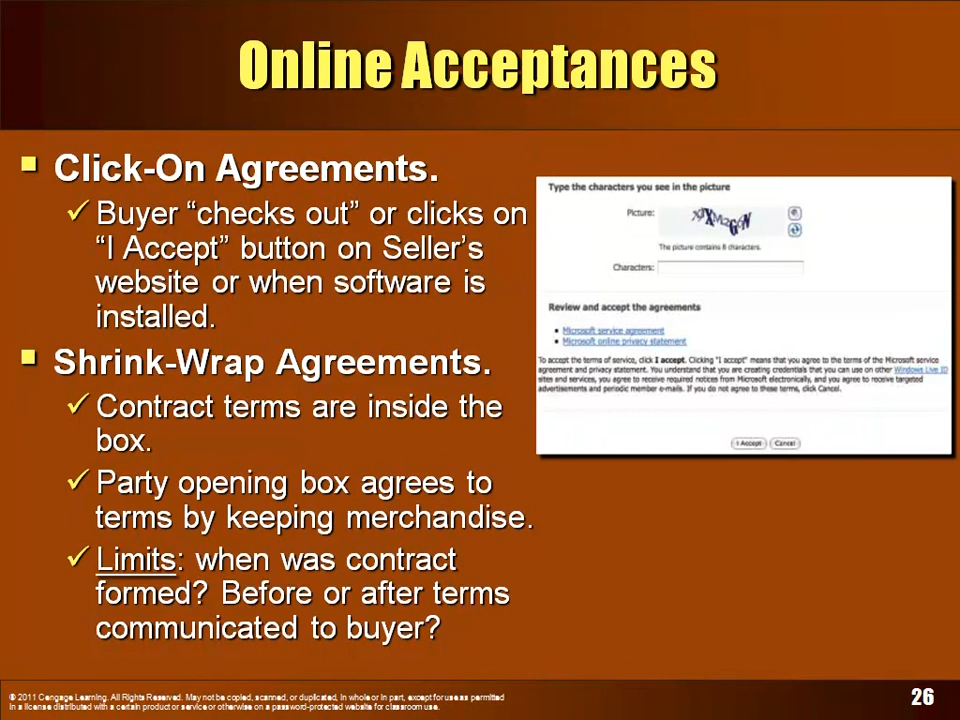 Online Acceptances
Click-On Agreements.
Buyer “checks out” or clicks on
“I Accept” button on Seller’s
website or when software is
installed.
Shrink-Wrap Agreements.
Contract terms are inside the
box.
Party opening box agrees to
terms by keeping merchandise.
Limits: when was contract
formed? Before or after terms
communicated to buyer?
Type the characters you see in the picture
Picture:
The picture contains 8 characters.
Characters:
Review and accept the agreements
Microsoft service agreement
Microsoft online privacy statement
To accept the terms of service, click I accept. Clicking "I accept" means that you agree to the terms of the Microsoft service
agreement and privacy statement. You understand that you are creating credentials that you can use on other Windows Live ID
sites and services, you agree to receive required notices from Microsoft electronically, and you agree to receive targeted
advertisements and periodic member e-mails. If you do not agree to these terms, click Cancel.
I Accept Cancel
© 2011 Cengage Learning. All Rights Reserved. May not be copied, scanned, or duplicated, in whole or in part, except for use as permitted
in a license distributed with a certain product or service or otherwise on a password-protected website for classroom use.
26